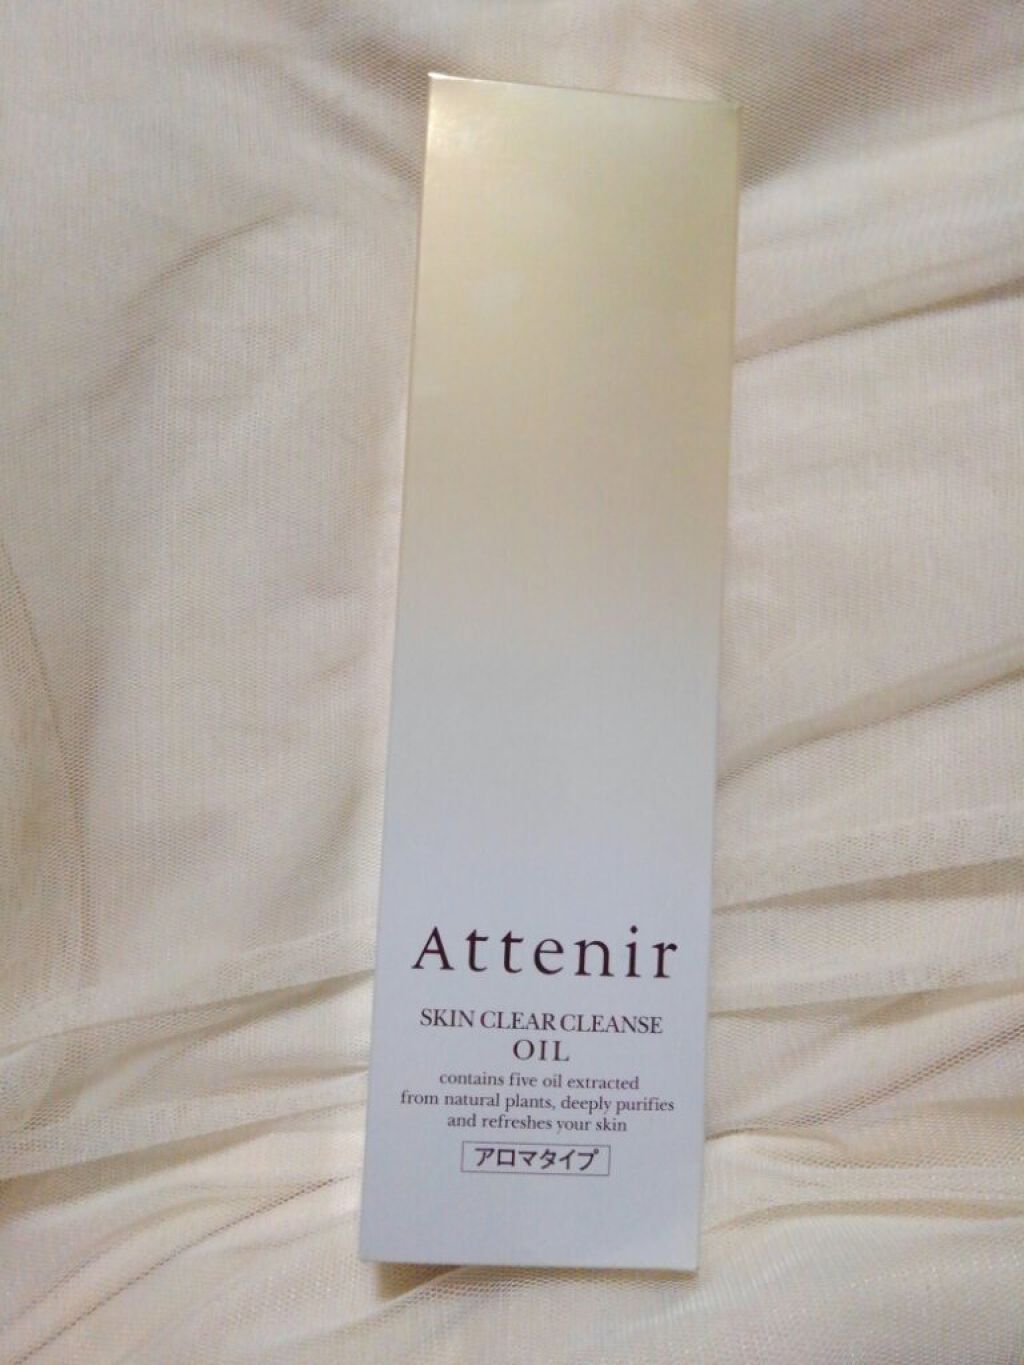 Attenir
SKIN CLEAR CLEANSE
OIL
contains five oil extracted
from natural plants, deeply purifies
and refreshes your skin
アロマタイプ